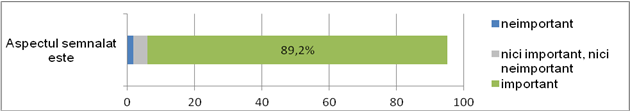 Aspectul semnalat
este
89,2%
0 20 40 60 80 100
neimportant
nici important, nici
neimportant
important